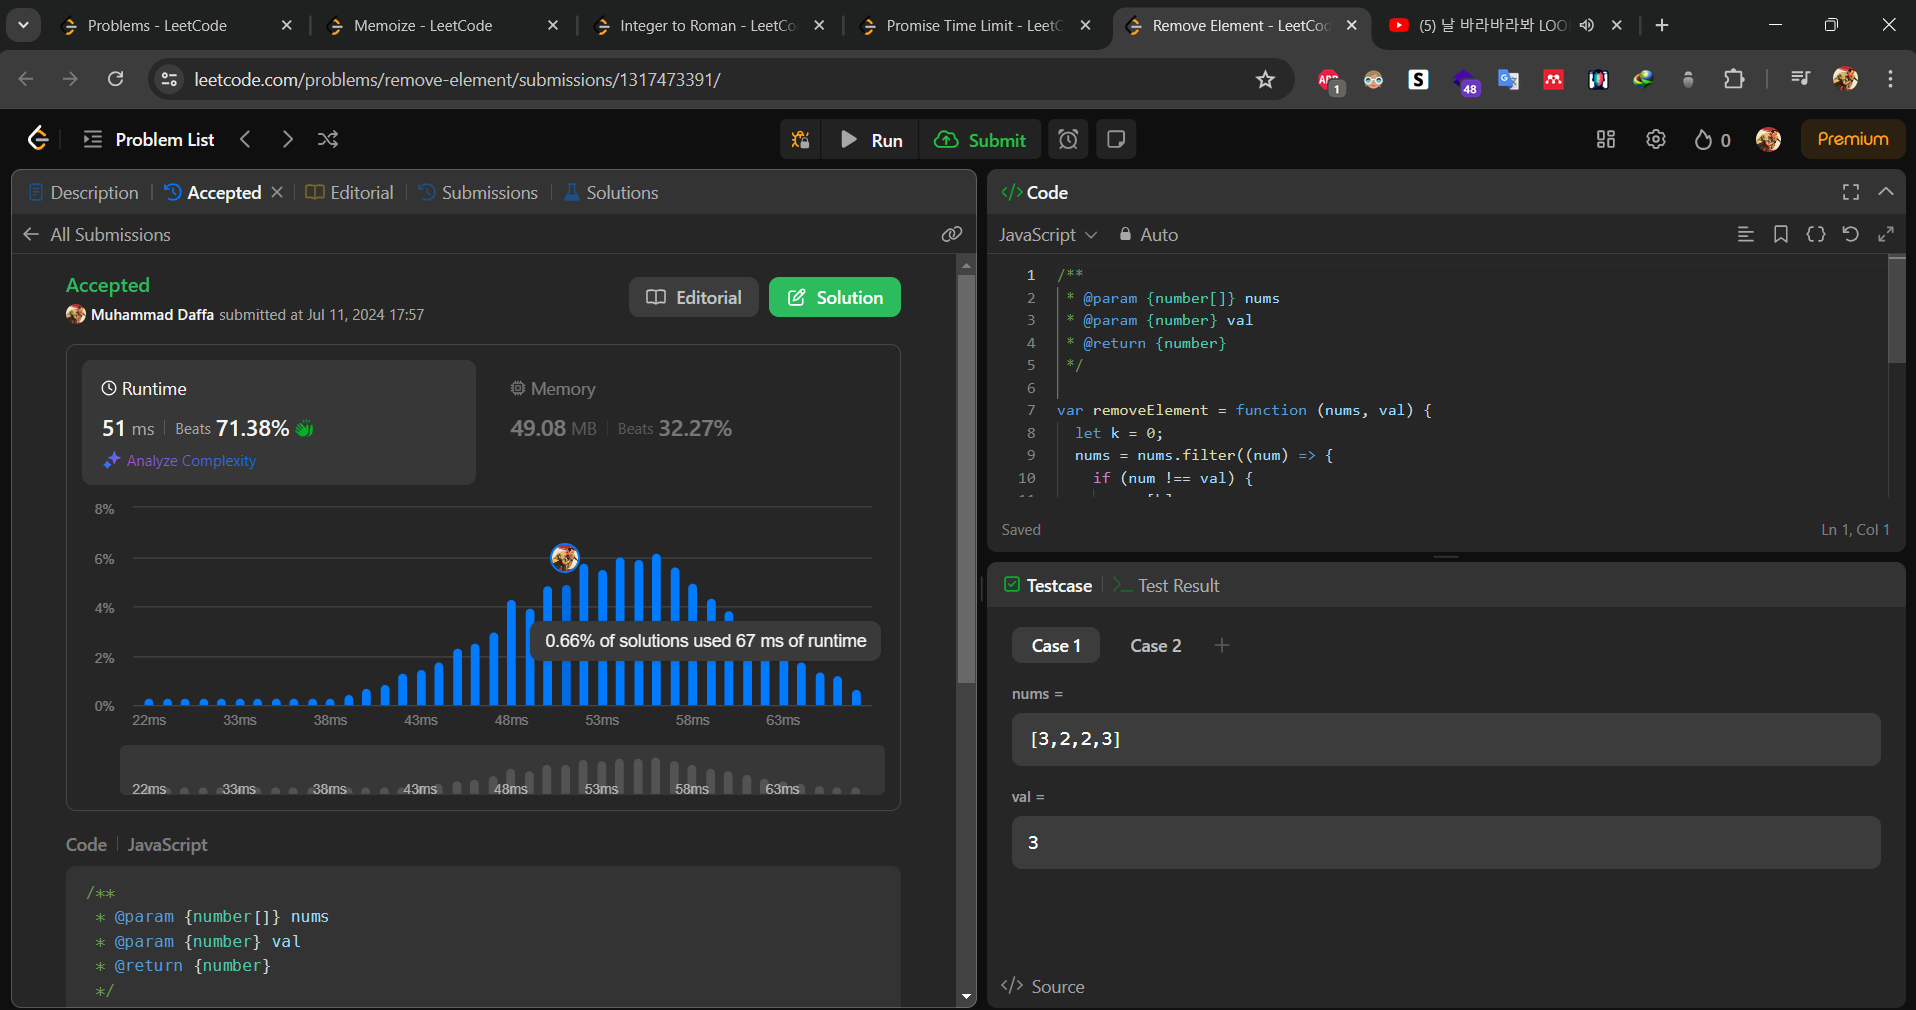 Problems - LeetCode
Memoize - LeetCode
Integer to Roman - LeetCo
Promise Time Limit - LeetC
Remove Element - LeetCod
(5) 날 바라바라봐 LOO
leetcode.com/problems/remove-element/submissions/1317473391/
1
48
Problem List
Run
Submit
0
Premium
Description
Accepted
Editorial
Submissions
Solutions
All Submissions
Accepted
Muhammad Daffa submitted at Jul 11, 2024 17:57
Editorial
Solution
Runtime
51 ms
Beats 71.38%
Analyze Complexity
Memory
49.08 MB
Beats 32.27%
8%
6%
4%
2%
0%
0.66% of solutions used 67 ms of runtime
22ms 33ms 38ms 43ms 48ms 53ms 58ms 63ms
22ms 33ms 38ms 43ms 48ms 53ms 58ms 63ms
Code
JavaScript
/**
* @param {number[]} nums
* @param {number} val
* @return {number}
*/
</> Code
JavaScript
Auto
1 /**
2 * @param {number[]} nums
3 * @param {number} val
4 * @return {number}
5 */
6
7 var removeElement = function (nums, val) {
8 let k = 0;
9 nums = nums.filter((num) => {
10 if (num !== val) {
Saved
Ln 1, Col 1
Testcase
Test Result
Case 1
Case 2
nums =
[3,2,2,3]
val =
3
</> Source